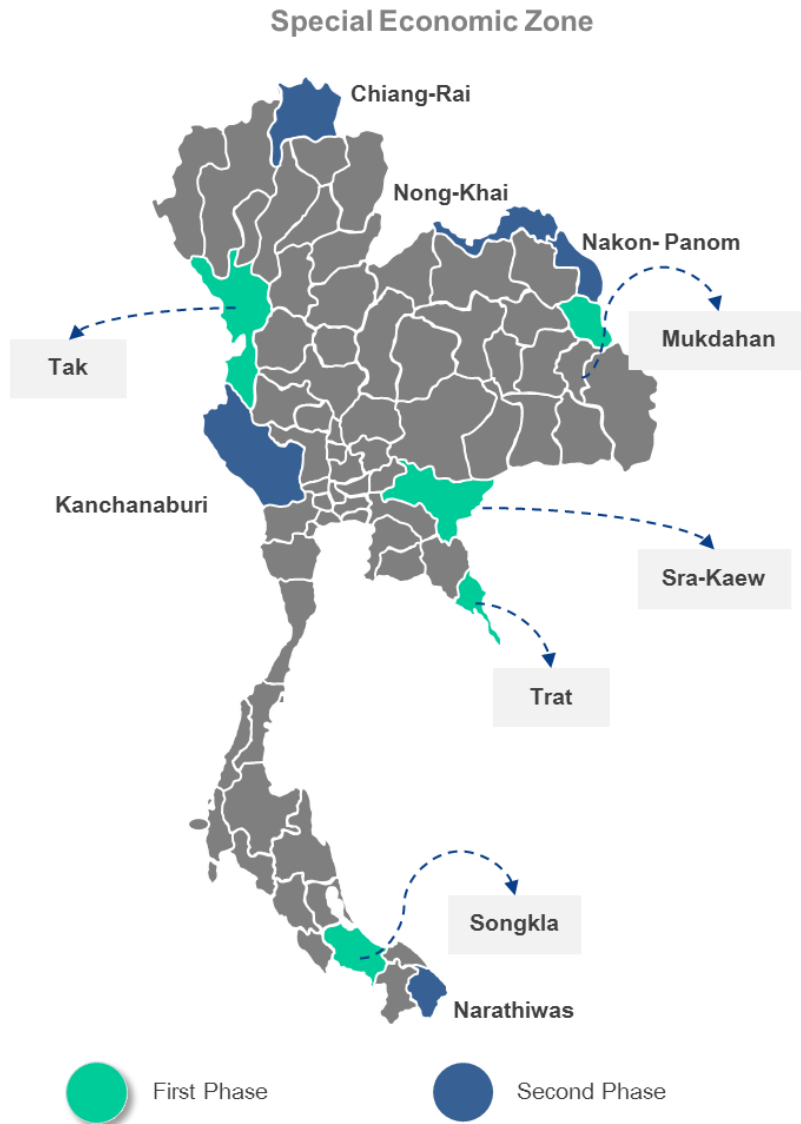 Special Economic Zone
Chiang-Rai
Nong-Khai
Nakon- Panom
Mukdahan
Tak
Kanchanaburi
Sra-Kaew
Trat
Songkla
Narathiwas
First Phase
Second Phase